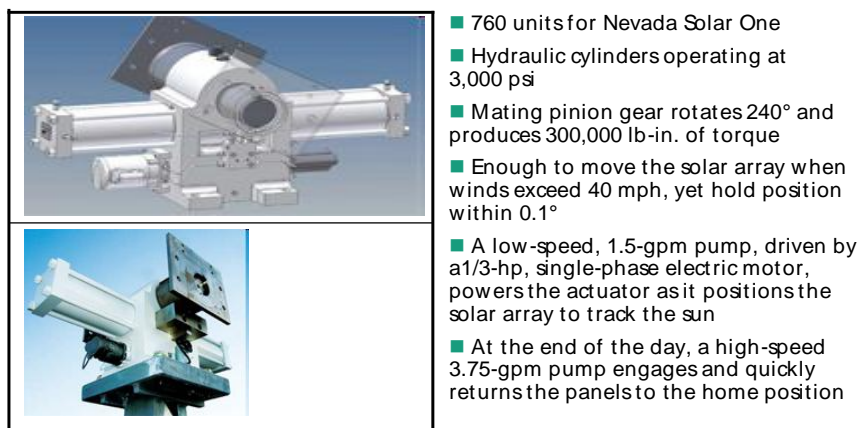 ■ 760 units for Nevada Solar One
■ Hydraulic cylinders operating at
3,000 psi
■ Mating pinion gear rotates 240° and
produces 300,000 lb-in. of torque
■ Enough to move the solar array when
winds exceed 40 mph, yet hold position
within 0.1°
■ A low-speed, 1.5-gpm pump, driven by
a1/3-hp, single-phase electric motor,
powers the actuator as it positions the
solar array to track the sun
■ At the end of the day, a high-speed
3.75-gpm pump engages and quickly
returns the panels to the home position